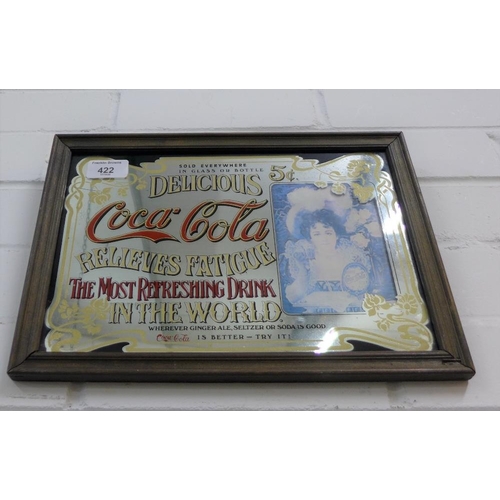 422
SOLD EVERYWHERE
IN GLASS OR BOTTLE
DELICIOUS 5¢.
Coca-Cola
RELIEVES FATIGUE
THE MOST REFRESHING DRINK
IN THE WORLD.
WHEREVER GINGER ALE, SELTZER OR SODA IS GOOD
Coca-Cola IS BETTER - TRY IT!